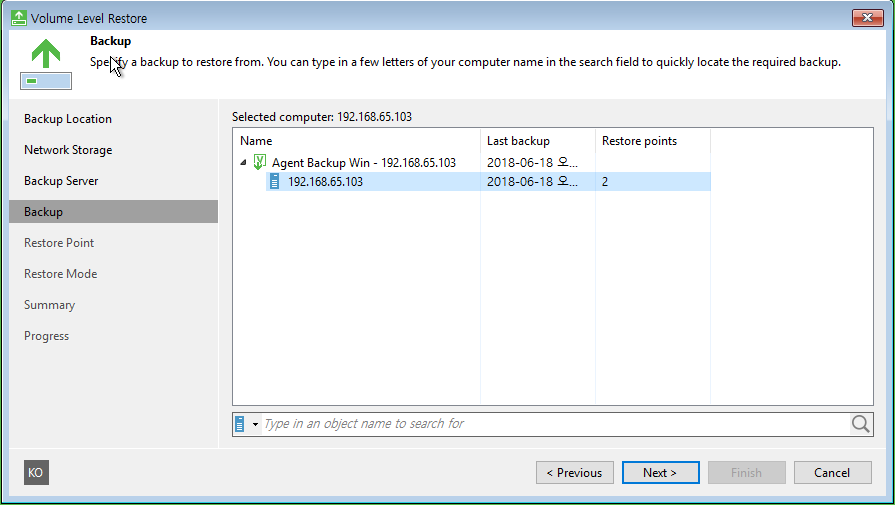 Volume Level Restore
Backup
Specify a backup to restore from. You can type in a few letters of your computer name in the search field to quickly locate the required backup.
Backup Location
Network Storage
Backup Server
Backup
Restore Point
Restore Mode
Summary
Progress
Selected computer: 192.168.65.103
Name Last backup Restore points
Agent Backup Win - 192.168.65.103 2018-06-18 오...
192.168.65.103 2018-06-18 오... 2
Type in an object name to search for
KO
< Previous Next > Finish Cancel